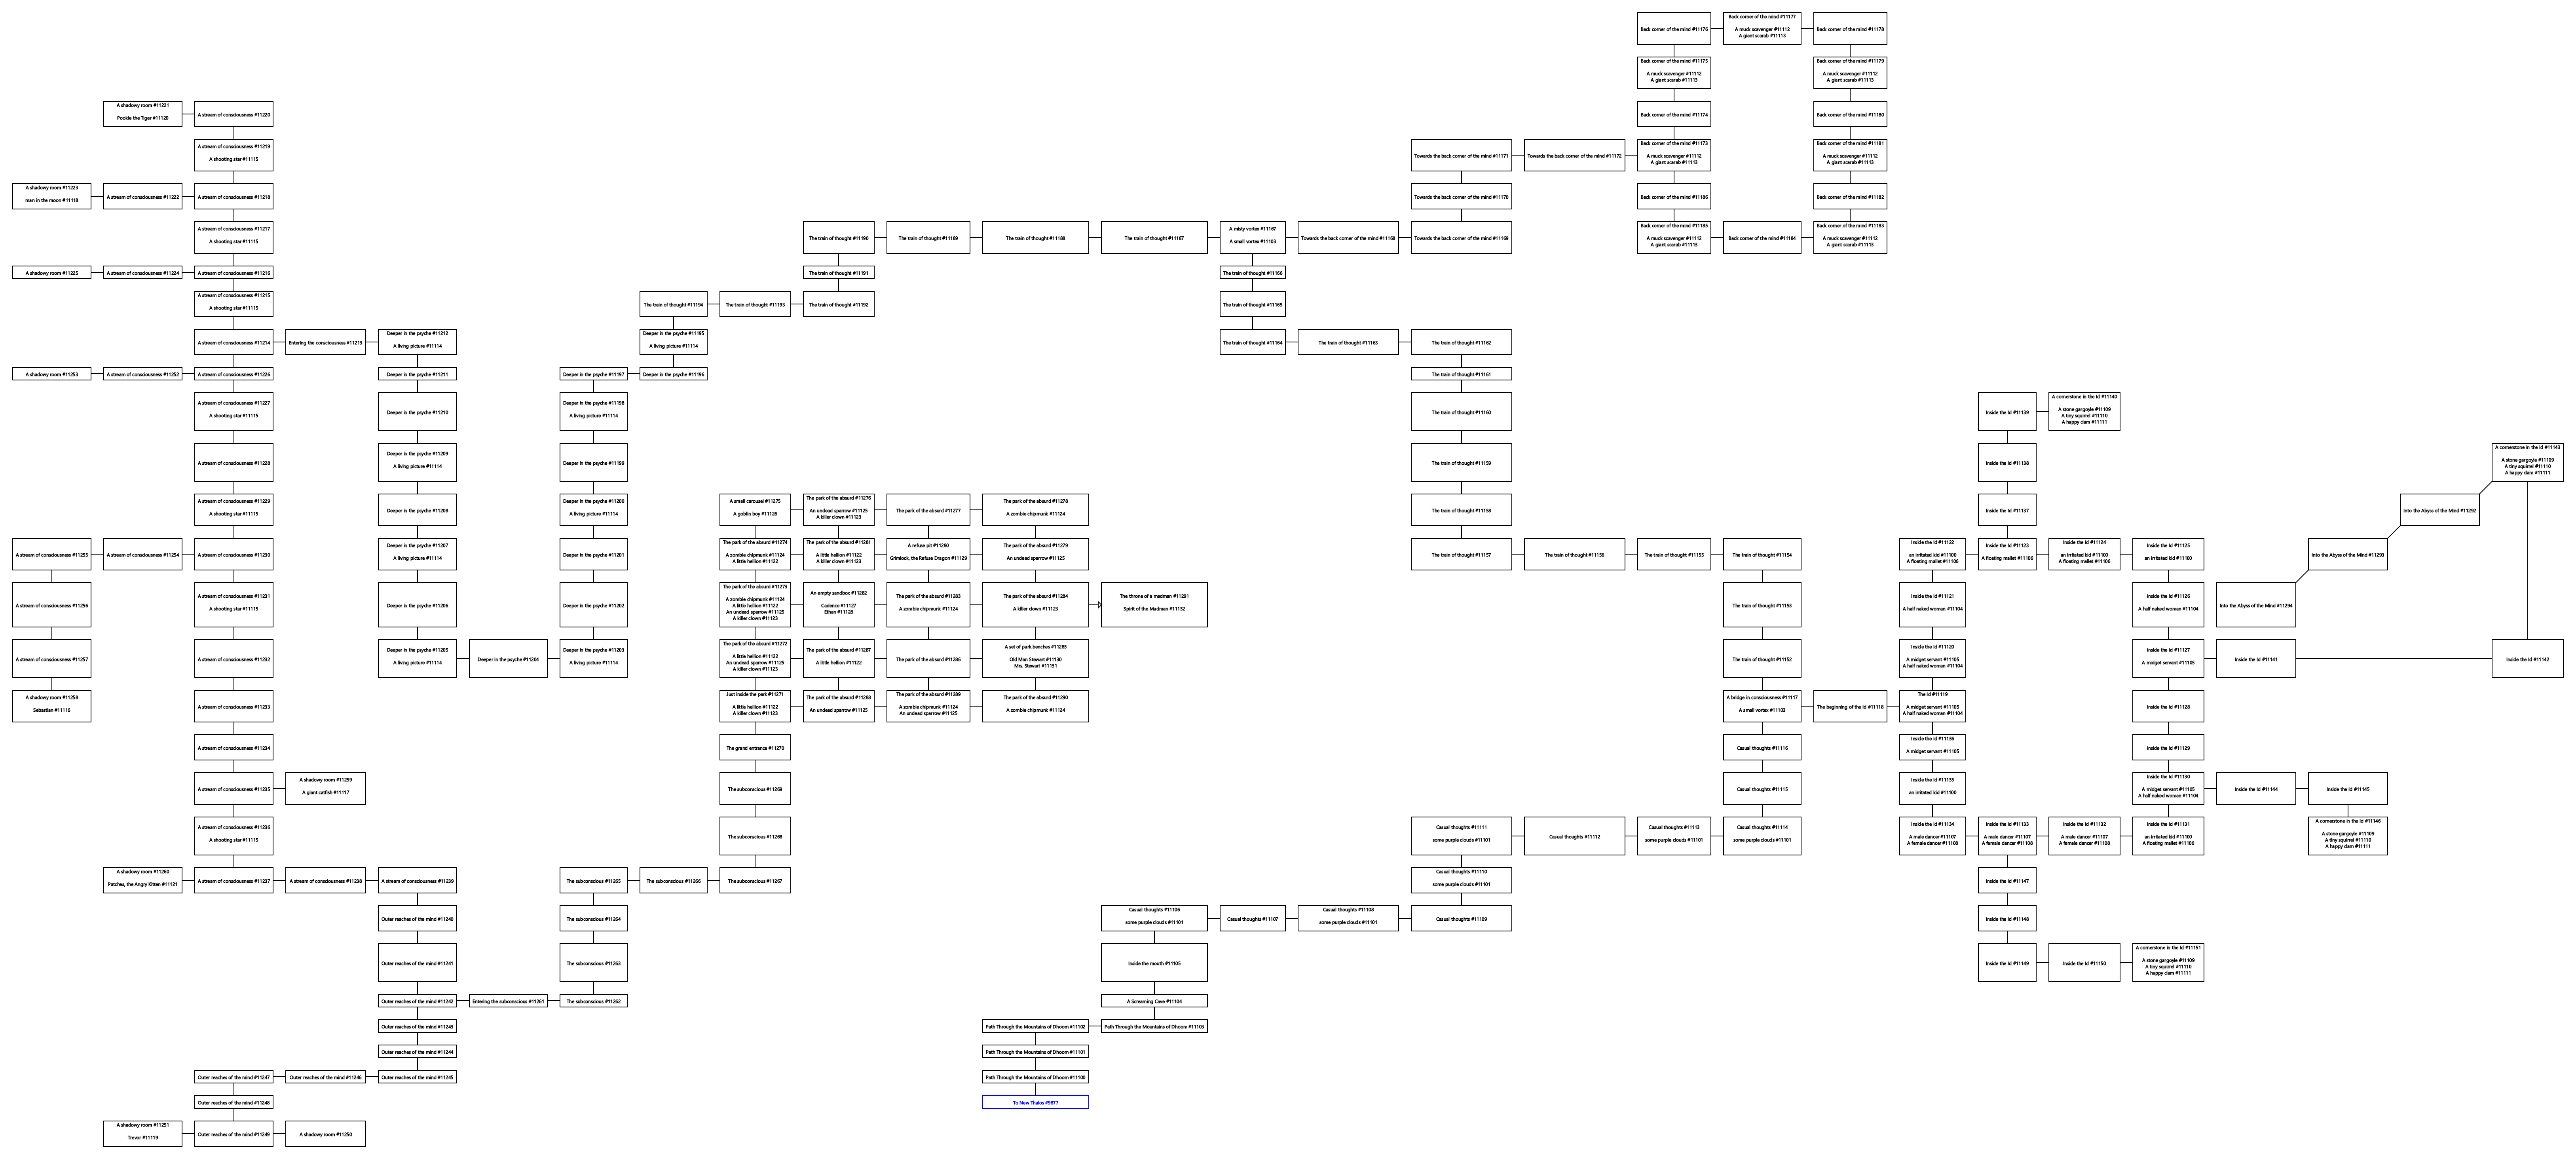 Back corner of the mind #11176
Back corner of the mind #11177
A muck scavenger #11112
A giant scarab #11113
Back corner of the mind #11178
Back corner of the mind #11175
A muck scavenger #11112
A giant scarab #11113
Back corner of the mind #11179
A muck scavenger #11112
A giant scarab #11113
A shadowy room #11221
Pookie the Tiger #11120
A stream of consciousness #11220
Back corner of the mind #11174
Back corner of the mind #11180
A stream of consciousness #11219
A shooting star #11115
Towards the back corner of the mind #11171
Towards the back corner of the mind #11172
Back corner of the mind #11173
A muck scavenger #11112
A giant scarab #11113
Back corner of the mind #11181
A muck scavenger #11112
A giant scarab #11113
A shadowy room #11223
man in the moon #11118
A stream of consciousness #11222
A stream of consciousness #11218
Towards the back corner of the mind #11170
Back corner of the mind #11186
Back corner of the mind #11182
A stream of consciousness #11217
A shooting star #11115
The train of thought #11190
The train of thought #11189
The train of thought #11188
The train of thought #11187
A misty vortex #11167
A small vortex #11103
Towards the back corner of the mind #11168
Towards the back corner of the mind #11169
Back corner of the mind #11185
A muck scavenger #11112
A giant scarab #11113
Back corner of the mind #11184
Back corner of the mind #11183
A muck scavenger #11112
A giant scarab #11113
A shadowy room #11225
A stream of consciousness #11224
A stream of consciousness #11216
The train of thought #11191
The train of thought #11166
A stream of consciousness #11215
A shooting star #11115
The train of thought #11194
The train of thought #11193
The train of thought #11192
The train of thought #11165
A stream of consciousness #11214
Entering the consciousness #11213
Deeper in the psyche #11212
A living picture #11114
Deeper in the psyche #11195
A living picture #11114
The train of thought #11164
The train of thought #11163
The train of thought #11162
A shadowy room #11253
A stream of consciousness #11252
A stream of consciousness #11226
Deeper in the psyche #11211
Deeper in the psyche #11197
Deeper in the psyche #11196
The train of thought #11161
A stream of consciousness #11227
A shooting star #11115
Deeper in the psyche #11210
Deeper in the psyche #11198
A living picture #11114
The train of thought #11160
Inside the Id #11139
A cornerstone in the Id #11140
A stone gargoyle #11109
A tiny squirrel #11110
A happy clam #11111
A stream of consciousness #11228
Deeper in the psyche #11209
A living picture #11114
Deeper in the psyche #11199
The train of thought #11159
Inside the Id #11138
A cornerstone in the Id #11143
A stone gargoyle #11109
A tiny squirrel #11110
A happy clam #11111
A stream of consciousness #11229
A shooting star #11115
Deeper in the psyche #11208
Deeper in the psyche #11200
A living picture #11114
A small carousel #11275
A goblin boy #11126
The park of the absurd #11276
An undead sparrow #11125
A killer clown #11123
The park of the absurd #11277
The park of the absurd #11278
A zombie chipmunk #11124
The train of thought #11158
Inside the Id #11137
Into the Abyss of the Mind #11292
A stream of consciousness #11255
A stream of consciousness #11254
A stream of consciousness #11230
Deeper in the psyche #11207
A living picture #11114
Deeper in the psyche #11201
The park of the absurd #11274
A zombie chipmunk #11124
A little hellion #11122
The park of the absurd #11281
A little hellion #11122
A killer clown #11123
A refuse pit #11280
Grimlock, the Refuse Dragon #11129
The park of the absurd #11279
An undead sparrow #11125
The train of thought #11157
The train of thought #11156
The train of thought #11155
The train of thought #11154
Inside the Id #11122
an irritated kid #11100
A floating mallet #11106
Inside the Id #11123
A floating mallet #11106
Inside the Id #11124
an irritated kid #11100
A floating mallet #11106
Inside the Id #11125
an irritated kid #11100
Into the Abyss of the Mind #11293
A stream of consciousness #11256
A stream of consciousness #11231
A shooting star #11115
Deeper in the psyche #11206
Deeper in the psyche #11202
The park of the absurd #11273
A zombie chipmunk #11124
A little hellion #11122
An undead sparrow #11125
A killer clown #11123
An empty sandbox #11282
Cadence #11127
Ethan #11128
The park of the absurd #11283
A zombie chipmunk #11124
The park of the absurd #11284
A killer clown #11123
The throne of a madman #11291
Spirit of the Madman #11132
The train of thought #11153
Inside the Id #11121
A half naked woman #11104
Inside the Id #11126
A half naked woman #11104
Into the Abyss of the Mind #11294
A stream of consciousness #11257
A stream of consciousness #11232
Deeper in the psyche #11205
A living picture #11114
Deeper in the psyche #11204
Deeper in the psyche #11203
A living picture #11114
The park of the absurd #11272
A little hellion #11122
An undead sparrow #11125
A killer clown #11123
The park of the absurd #11287
A little hellion #11122
The park of the absurd #11286
A set of park benches #11285
Old Man Stewart #11130
Mrs. Stewart #11131
The train of thought #11152
Inside the Id #11120
A midget servant #11105
A half naked woman #11104
Inside the Id #11127
A midget servant #11105
Inside the Id #11141
Inside the Id #11142
A shadowy room #11258
Sebastian #11116
A stream of consciousness #11233
Just inside the park #11271
A little hellion #11122
A killer clown #11123
The park of the absurd #11288
An undead sparrow #11125
The park of the absurd #11289
A zombie chipmunk #11124
An undead sparrow #11125
The park of the absurd #11290
A zombie chipmunk #11124
A bridge in consciousness #11117
A small vortex #11103
The beginning of the Id #11118
The Id #11119
A midget servant #11105
A half naked woman #11104
Inside the Id #11128
A stream of consciousness #11234
The grand entrance #11270
Casual thoughts #11116
Inside the Id #11136
A midget servant #11105
Inside the Id #11129
A stream of consciousness #11235
A shadowy room #11259
A giant catfish #11117
The subconscious #11269
Casual thoughts #11115
Inside the Id #11135
an irritated kid #11100
Inside the Id #11130
A midget servant #11105
A half naked woman #11104
Inside the Id #11144
Inside the Id #11145
A stream of consciousness #11236
A shooting star #11115
The subconscious #11268
Casual thoughts #11111
some purple clouds #11101
Casual thoughts #11112
Casual thoughts #11113
some purple clouds #11101
Casual thoughts #11114
some purple clouds #11101
Inside the Id #11134
A male dancer #11107
A female dancer #11108
Inside the Id #11133
A male dancer #11107
A female dancer #11108
Inside the Id #11132
A male dancer #11107
A female dancer #11108
Inside the Id #11131
an irritated kid #11100
A floating mallet #11106
A cornerstone in the Id #11146
A stone gargoyle #11109
A tiny squirrel #11110
A happy clam #11111
A shadowy room #11260
Patches, the Angry Kitten #11121
A stream of consciousness #11237
A stream of consciousness #11238
A stream of consciousness #11239
The subconscious #11265
The subconscious #11266
The subconscious #11267
Casual thoughts #11110
some purple clouds #11101
Inside the Id #11147
Outer reaches of the mind #11240
The subconscious #11264
Casual thoughts #11106
some purple clouds #11101
Casual thoughts #11107
Casual thoughts #11108
some purple clouds #11101
Casual thoughts #11109
Inside the Id #11148
Outer reaches of the mind #11241
The subconscious #11263
Inside the mouth #11105
Inside the Id #11149
Inside the Id #11150
A cornerstone in the Id #11151
A stone gargoyle #11109
A tiny squirrel #11110
A happy clam #11111
Outer reaches of the mind #11242
Entering the subconscious #11261
The subconscious #11262
A Screaming Cave #11104
Outer reaches of the mind #11243
Path Through the Mountains of Dhoom #11102
Path Through the Mountains of Dhoom #11103
Outer reaches of the mind #11244
Path Through the Mountains of Dhoom #11101
Outer reaches of the mind #11247
Outer reaches of the mind #11246
Outer reaches of the mind #11245
Path Through the Mountains of Dhoom #11100
Outer reaches of the mind #11248
To New Thalos #9877
A shadowy room #11251
Trevor #11119
Outer reaches of the mind #11249
A shadowy room #11250